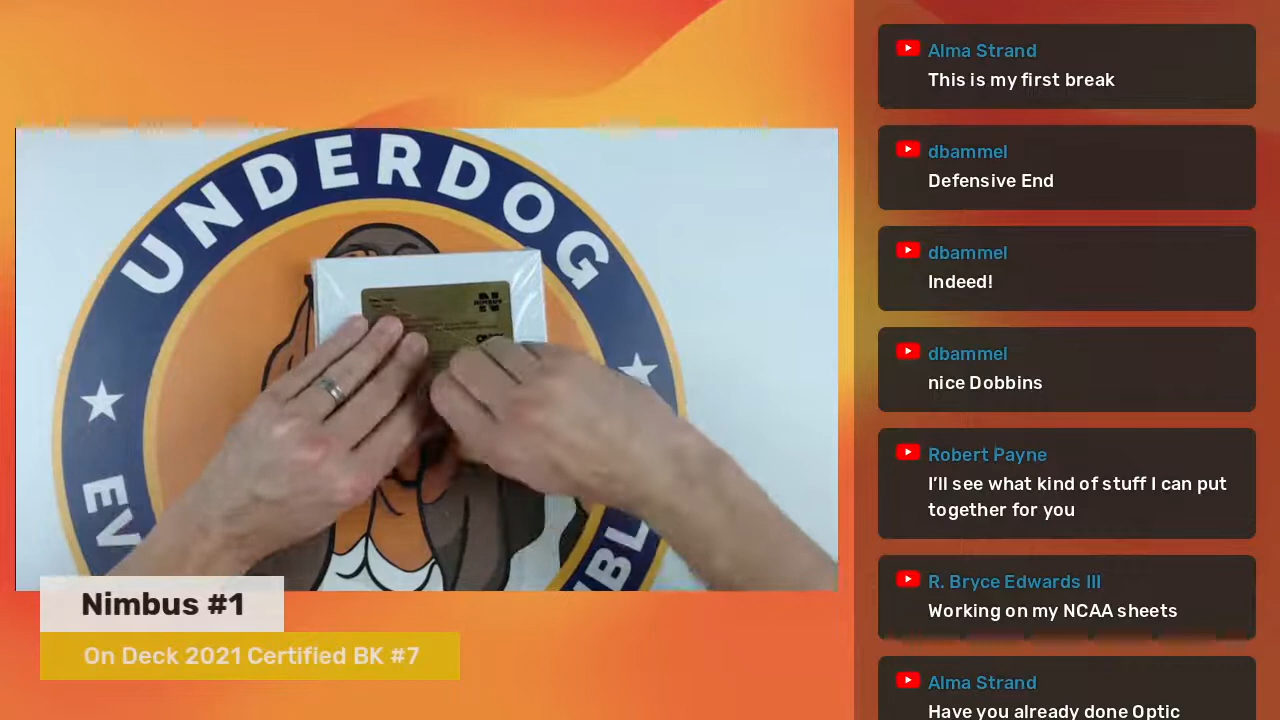 UNDERDOG
EV
IBL
NIMBUS
Nimbus #1
On Deck 2021 Certified BK #7
Alma Strand
This is my first break
dbammel
Defensive End
dbammel
Indeed!
dbammel
nice Dobbins
Robert Payne
I’ll see what kind of stuff I can put
together for you
R. Bryce Edwards III
Working on my NCAA sheets
Alma Strand
Have you already done Optic